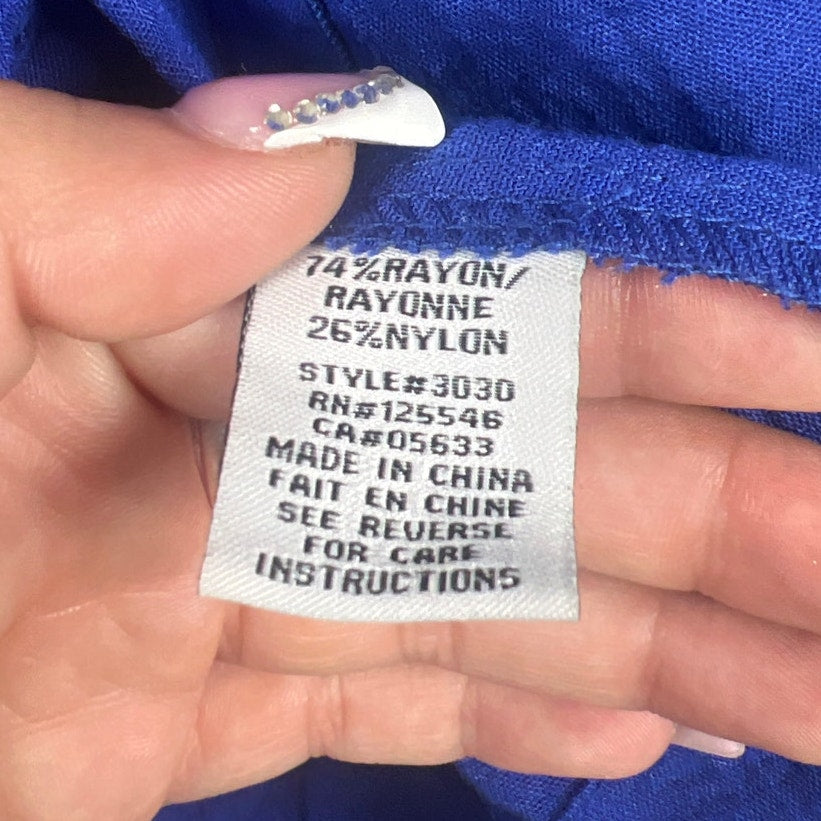 74%RAYON/
RAYONNE
26%NYLON
STYLE#3030
RN#125546
CA#05633
MADE IN CHINA
FAIT EN CHINE
SEE REVERSE
FOR CARE
INSTRUCTIONS